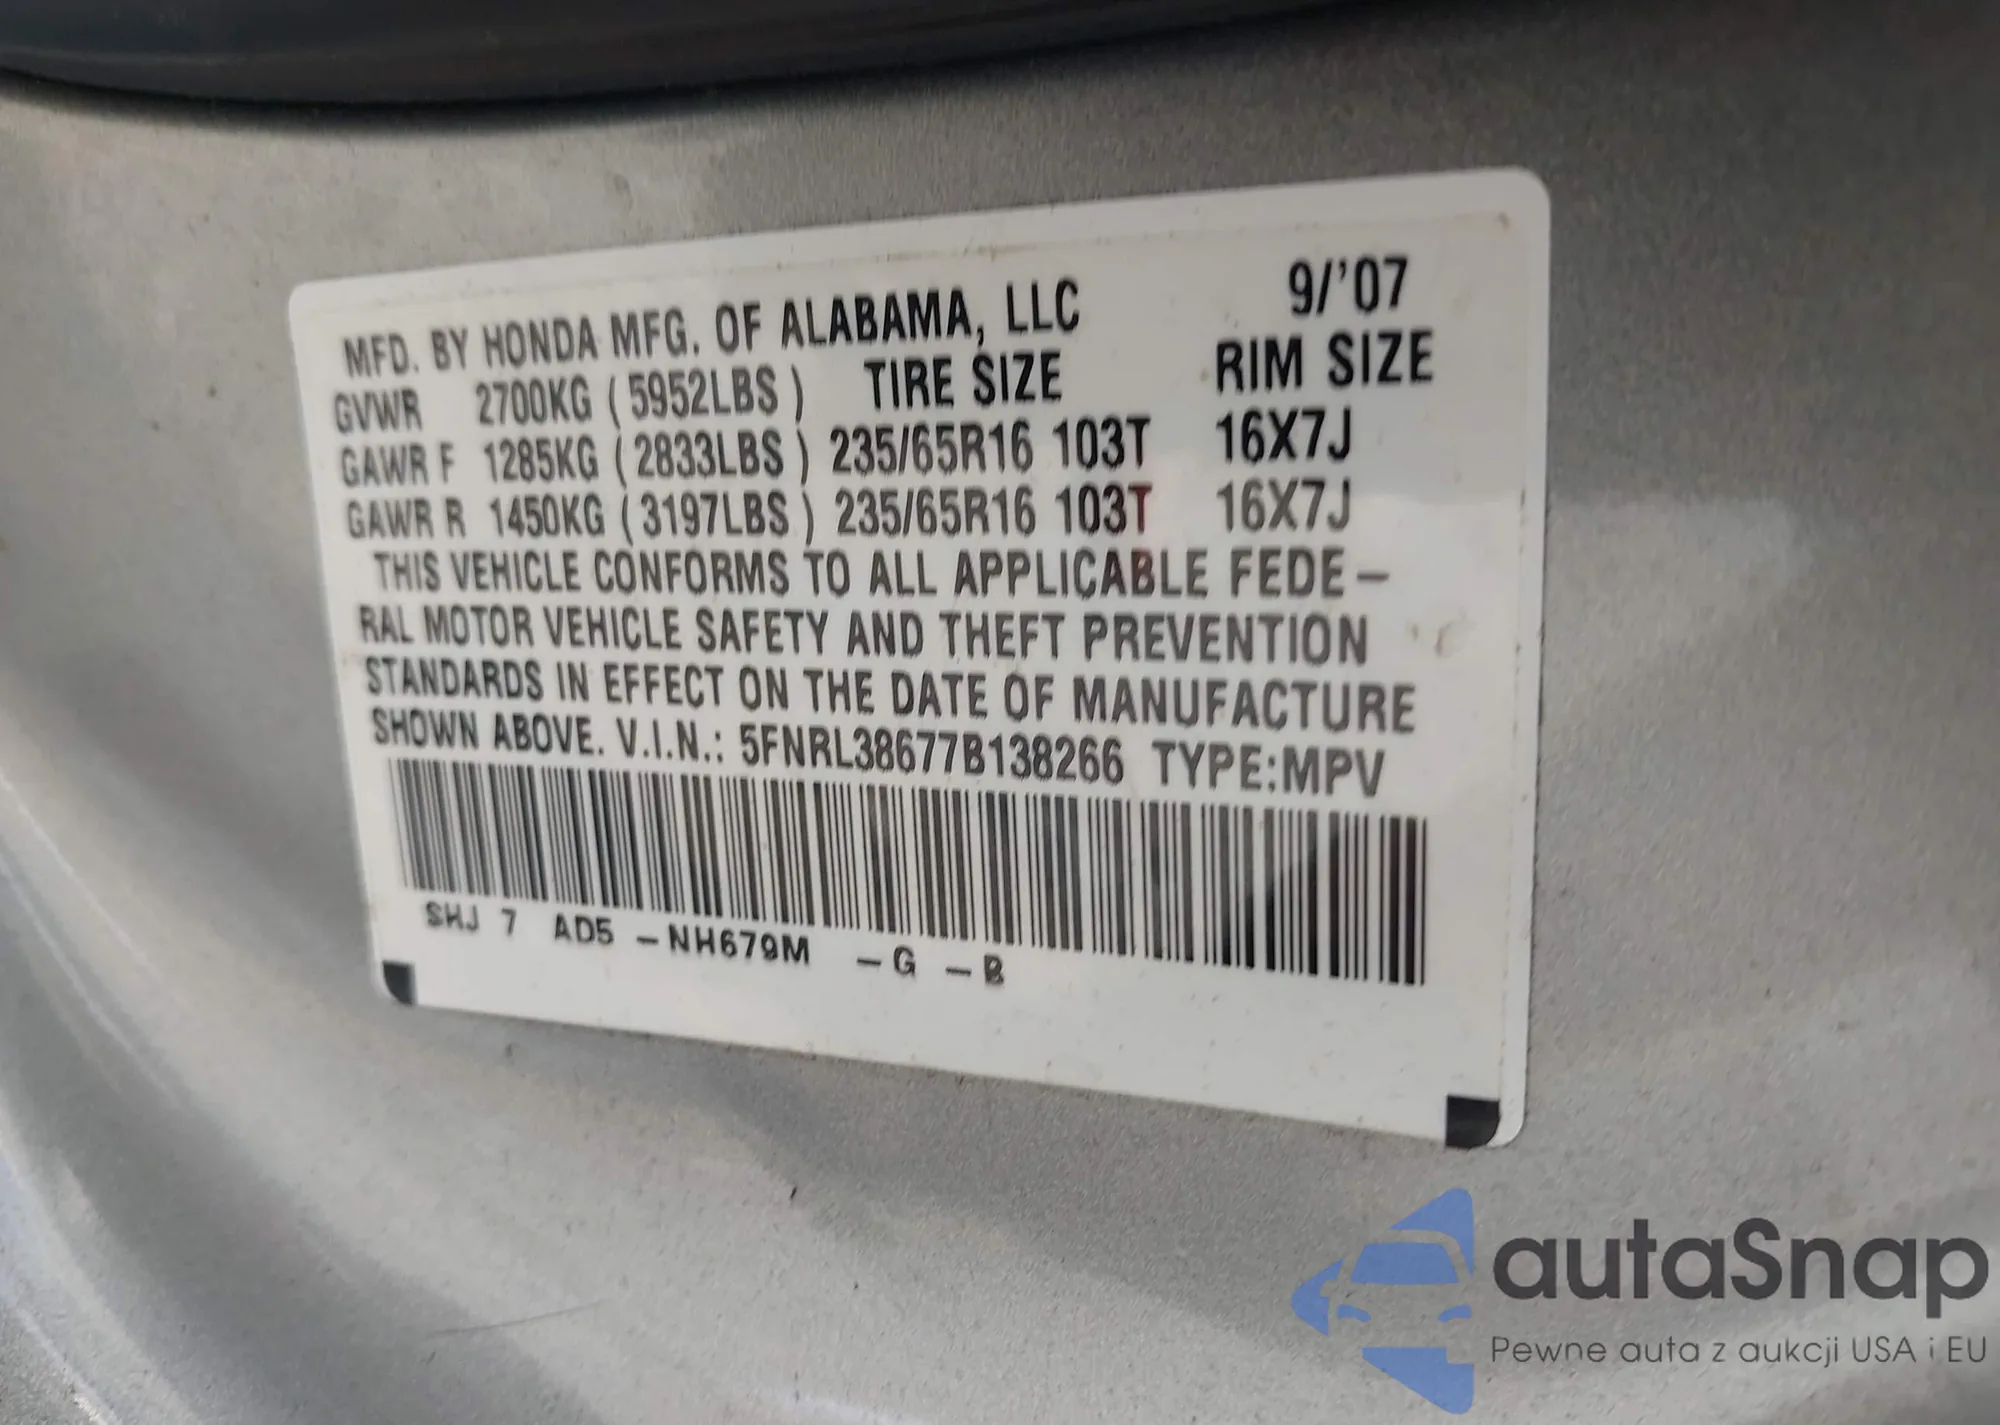 MFD. BY HONDA MFG. OF ALABAMA, LLC 9/'07
GVWR 2700KG ( 5952LBS ) TIRE SIZE RIM SIZE
GAWR F 1285KG ( 2833LBS ) 235/65R16 103T 16X7J
GAWR R 1450KG ( 3197LBS ) 235/65R16 103T 16X7J
THIS VEHICLE CONFORMS TO ALL APPLICABLE FEDE–
RAL MOTOR VEHICLE SAFETY AND THEFT PREVENTION
STANDARDS IN EFFECT ON THE DATE OF MANUFACTURE
SHOWN ABOVE. V.I.N.: 5FNRL38677B138266 TYPE:MPV
SHJ 7 AD5 –NH679M –G –B
autaSnap
Pewne auta z aukcji USA i EU